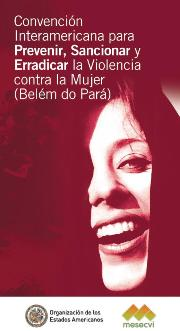 Convención
Interamericana para
Prevenir, Sancionar y
Erradicar la Violencia
contra la Mujer
(Belém do Pará)
Organización de los
Estados Americanos
mesecvi